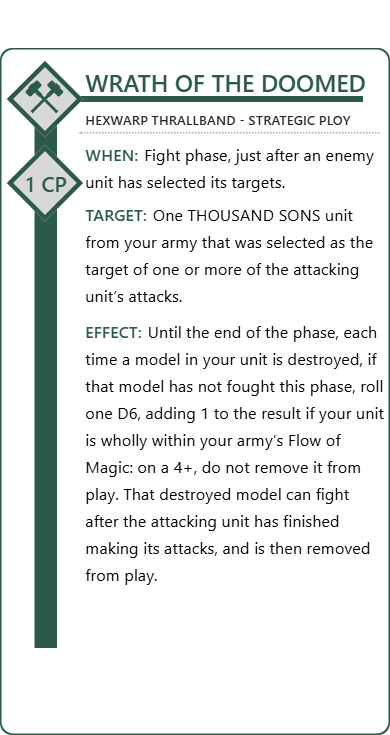 WRATH OF THE DOOMED
HEXWARP THRALLBAND - STRATEGIC PLOY
1 CP
WHEN: Fight phase, just after an enemy
unit has selected its targets.
TARGET: One THOUSAND SONS unit
from your army that was selected as the
target of one or more of the attacking
unit's attacks.
EFFECT: Until the end of the phase, each
time a model in your unit is destroyed, if
that model has not fought this phase, roll
one D6, adding 1 to the result if your unit
is wholly within your army's Flow of
Magic: on a 4+, do not remove it from
play. That destroyed model can fight
after the attacking unit has finished
making its attacks, and is then removed
from play.